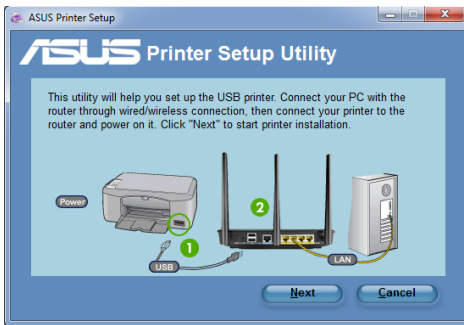 ASUS Printer Setup
ASUS Printer Setup Utility
This utility will help you set up the USB printer. Connect your PC with the
router through wired/wireless connection, then connect your printer to the
router and power on it. Click "Next" to start printer installation.
Power
1
2
USB
LAN
Next
Cancel